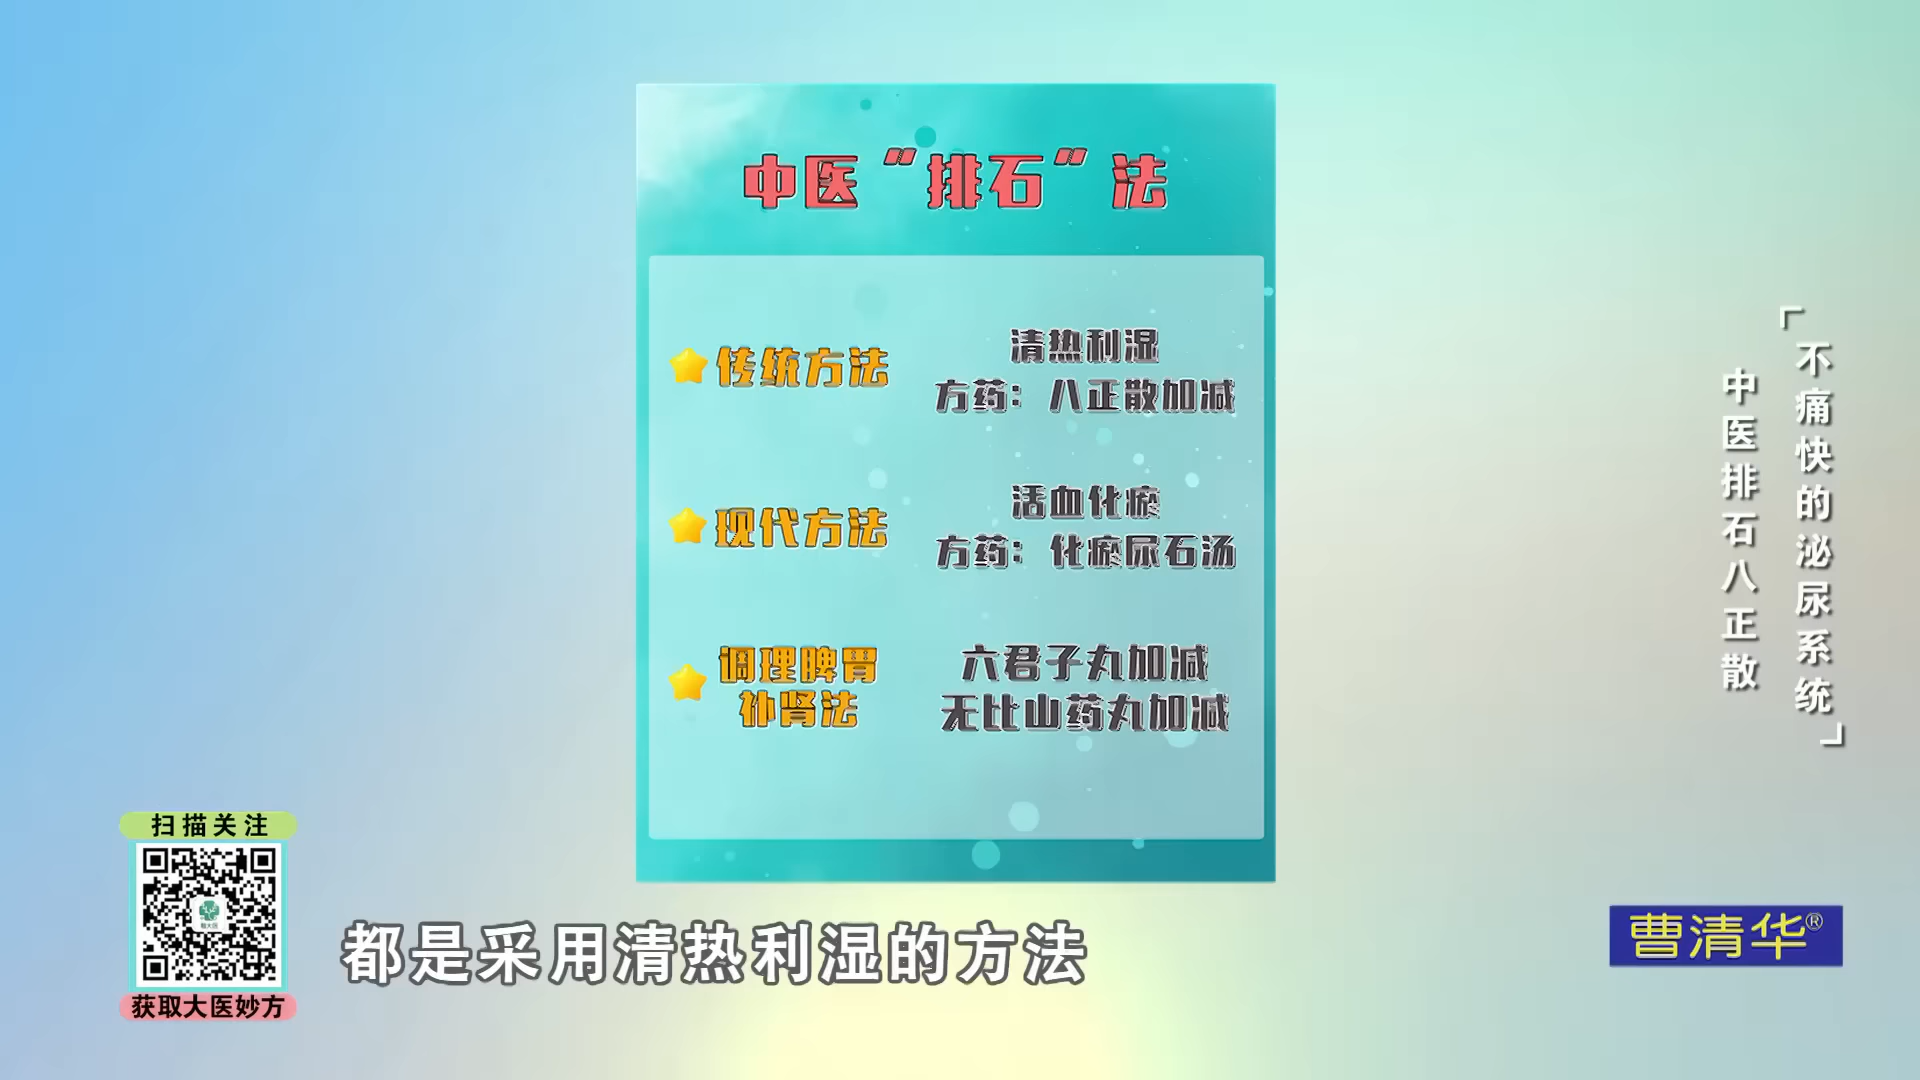 中医“排石”法
传统方法
清热利湿
方药：八正散加减
现代方法
活血化瘀
方药：化瘀尿石汤
调理脾胃
补肾法
六君子丸加减
无比山药丸加减
「不痛快的泌尿系统」
中医排石八正散
扫描关注
获取大医妙方
都是采用清热利湿的方法
曹清华®